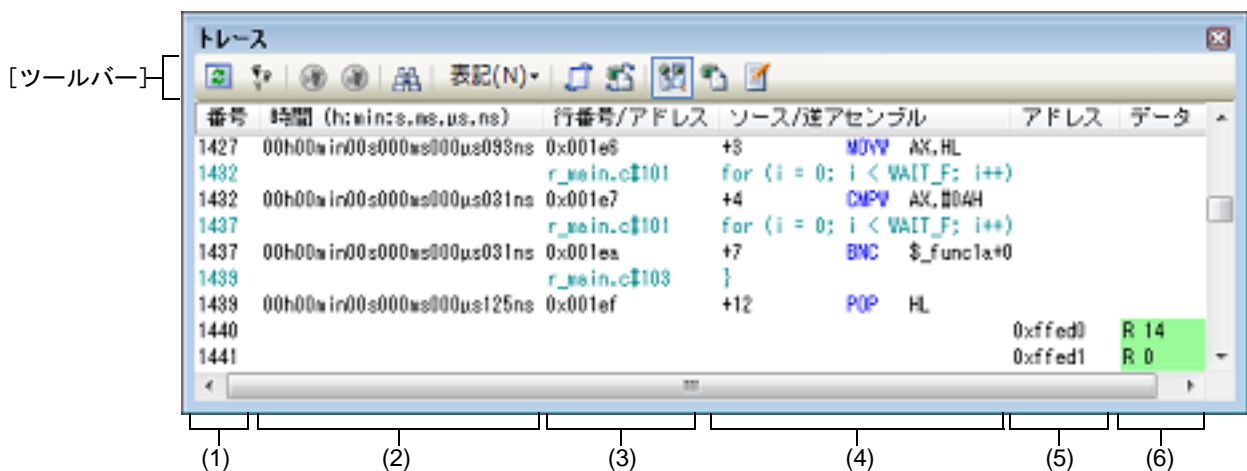 トレース
[ツールバー]
表記(N)
番号 時間 (h:min:s,ms,μs,ns) 行番号/アドレス ソース/逆アセンブル アドレス データ
1427 00h00min00s000ms000μs093ns 0x001e6 +3 MOVW AX,HL
1432 r_main.c#101 for (i = 0; i < WAIT_F; i++)
1432 00h00min00s000ms000μs031ns 0x001e7 +4 CMPW AX,#0AH
1437 r_main.c#101 for (i = 0; i < WAIT_F; i++)
1437 00h00min00s000ms000μs031ns 0x001ea +7 BNC $_func1a+0
1439 r_main.c#103 }
1439 00h00min00s000ms000μs125ns 0x001ef +12 POP HL
1440 0xffed0 R 14
1441 0xffed1 R 0
(1) (2) (3) (4) (5) (6)